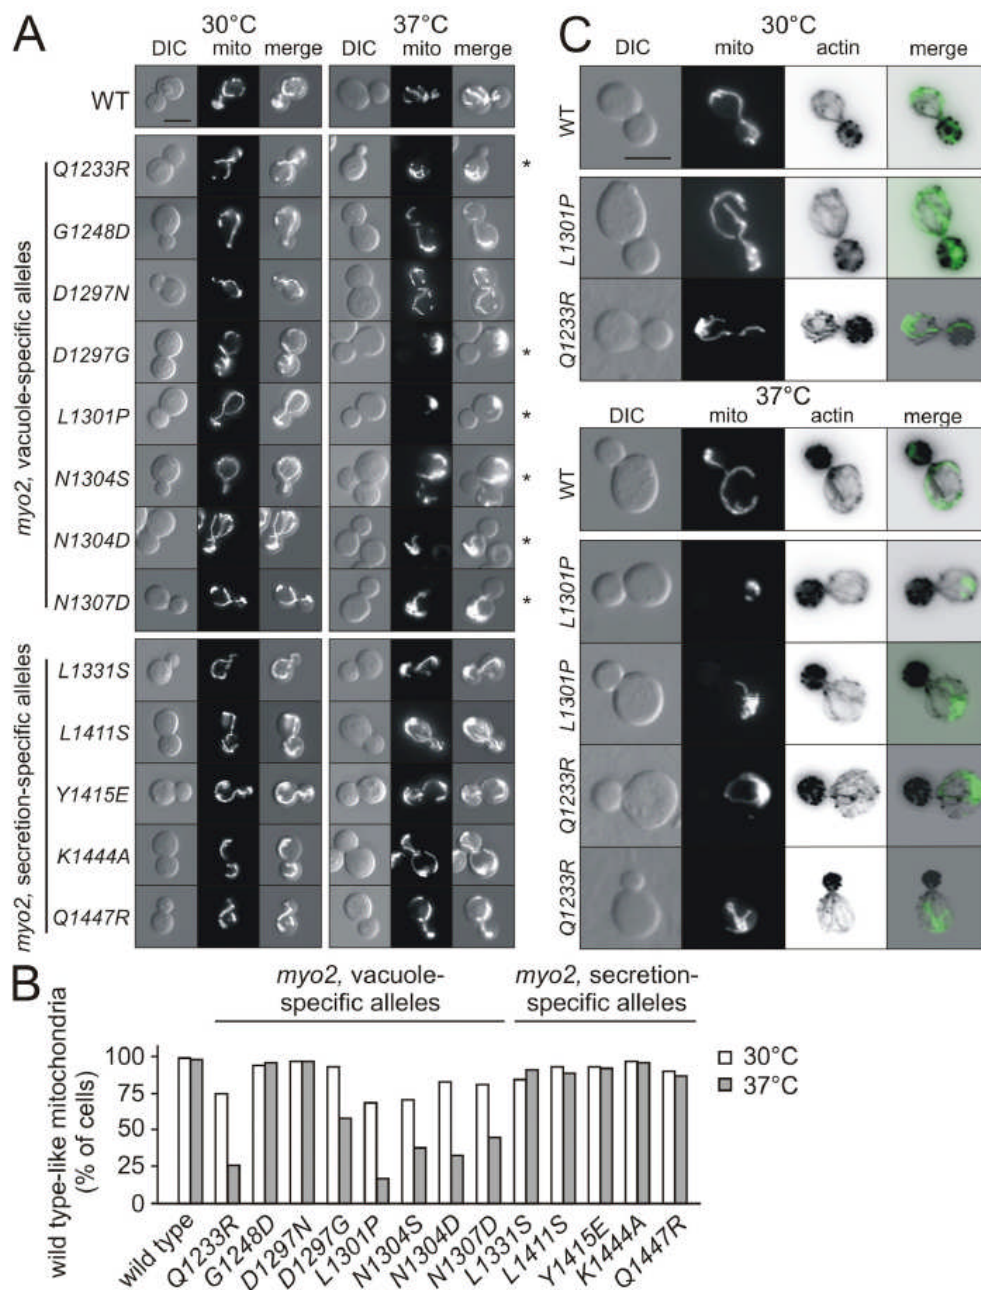 A
30°C
37°C
DIC mito merge DIC mito merge
WT
myo2, vacuole-specific alleles
Q1233R *
G1248D
D1297N
D1297G *
L1301P *
N1304S *
N1304D *
N1307D *
myo2, secretion-specific alleles
L1331S
L1411S
Y1415E
K1444A
Q1447R
C
30°C
DIC mito actin merge
WT
L1301P
Q1233R
37°C
DIC mito actin merge
WT
L1301P
L1301P
Q1233R
Q1233R
B
myo2, vacuole-
specific alleles
myo2, secretion-
specific alleles
wild type-like mitochondria
(% of cells)
100
75
50
25
0
30°C
37°C
wild type
Q1233R
G1248D
D1297N
D1297G
L1301P
N1304S
N1304D
N1307D
L1331S
L1411S
Y1415E
K1444A
Q1447R